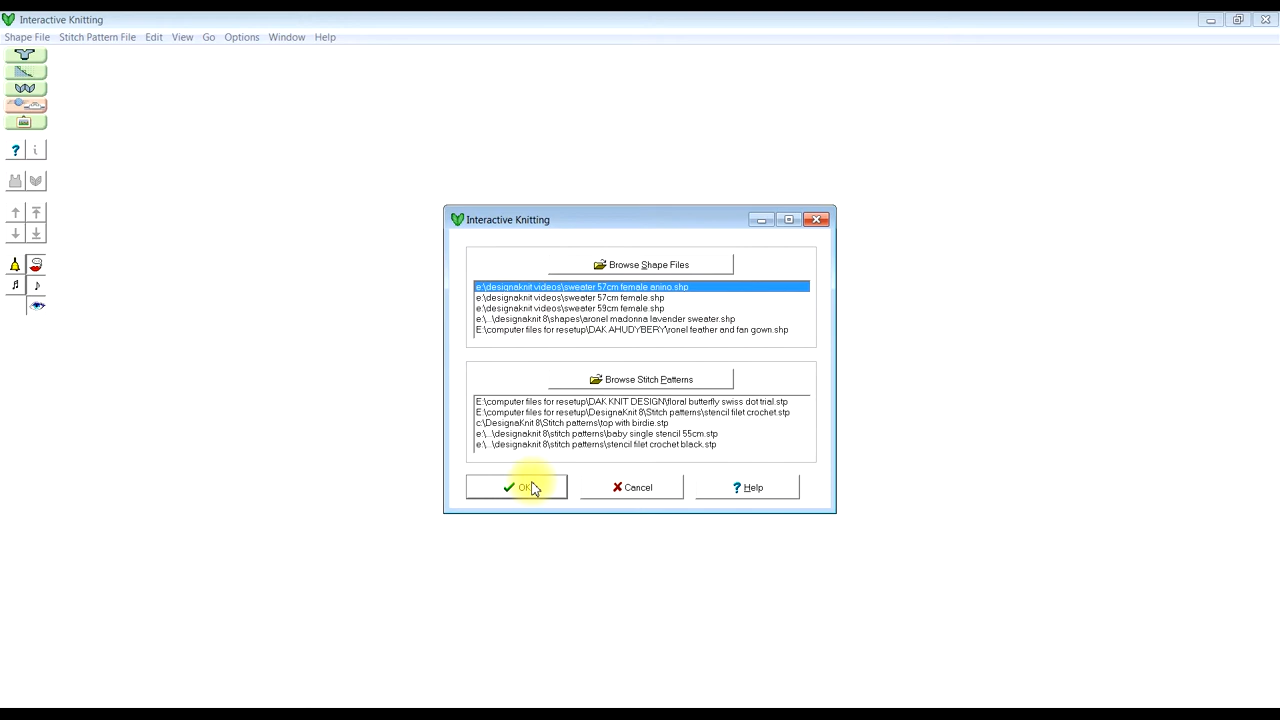 Interactive Knitting
Shape File Stitch Pattern File Edit View Go Options Window Help
Interactive Knitting
Browse Shape Files
e:\designaknit videos\sweater 57cm female anino.shp
e:\designaknit videos\sweater 57cm female.shp
e:\designaknit videos\sweater 59cm female.shp
e:\...\designaknit 8\shapes\aronel madonna lavender sweater.shp
E:\computer files for resetup\DAK AHUDYBERY\ronel feather and fan gown.shp
Browse Stitch Patterns
E:\computer files for resetup\DAK KNIT DESIGN\floral butterfly swiss dot trial.stp
E:\computer files for resetup\DesignaKnit 8\Stitch patterns\stencil filet crochet.stp
c:\DesignaKnit 8\Stitch patterns\top with birdie.stp
e:\...\designaknit 8\stitch patterns\baby single stencil 55cm.stp
e:\...\designaknit 8\stitch patterns\stencil filet crochet black.stp
OK Cancel ? Help